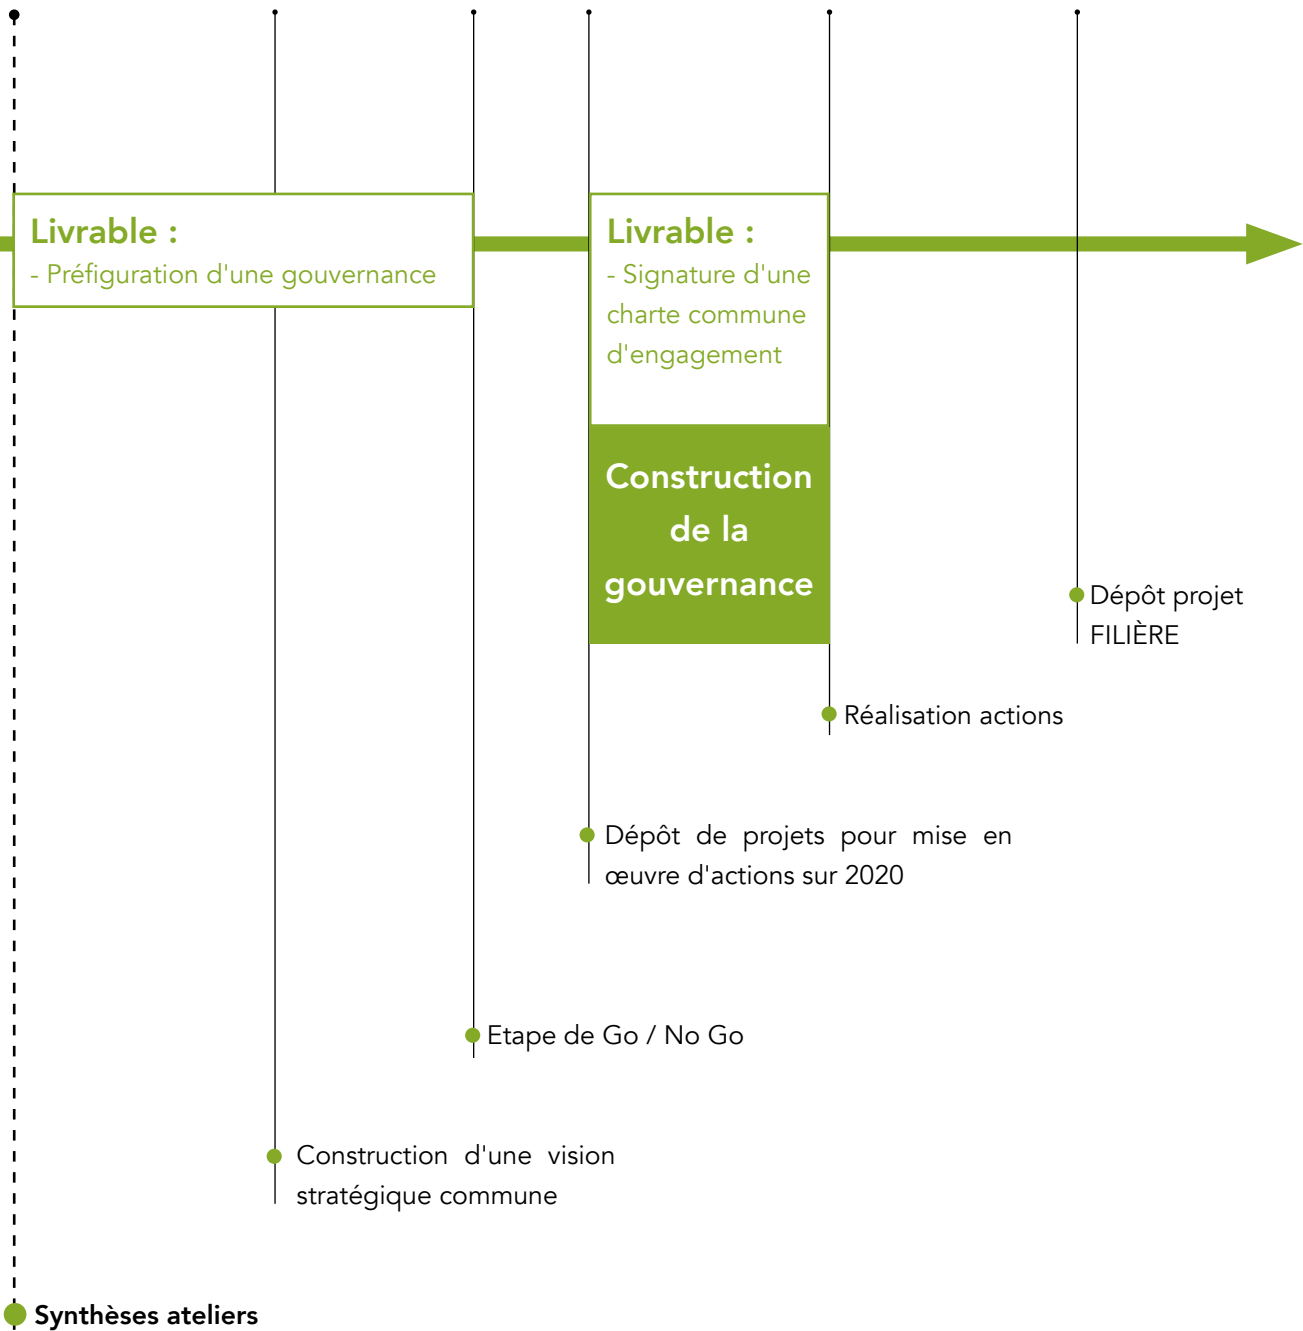 Livrable :
- Préfiguration d'une gouvernance
Livrable :
- Signature d'une
charte commune
d'engagement
Construction
de la
gouvernance
Dépôt projet
FILIÈRE
Réalisation actions
Dépôt de projets pour mise en
œuvre d'actions sur 2020
Etape de Go / No Go
Construction d'une vision
stratégique commune
Synthèses ateliers